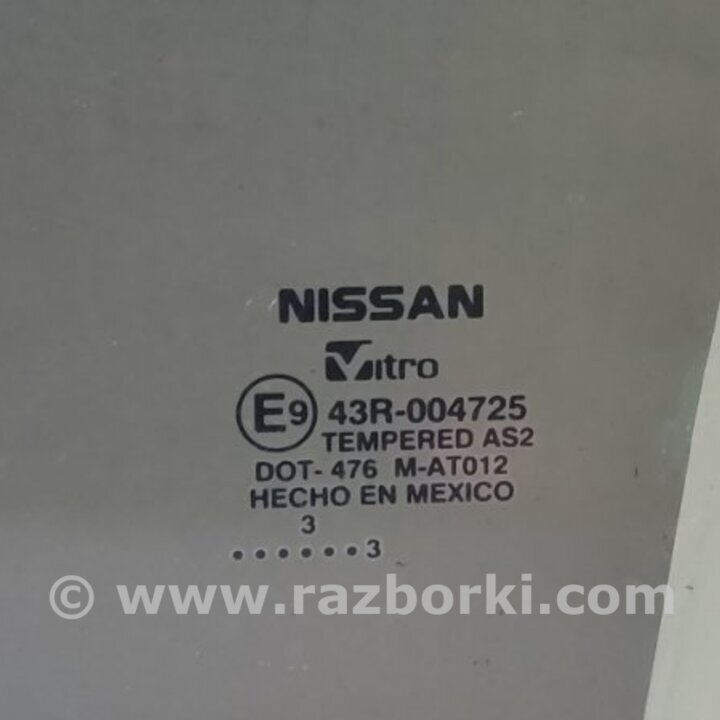 NISSAN
Vitro
E9 43R-004725
TEMPERED AS2
DOT- 476 M-AT012
HECHO EN MEXICO
3
•••••• 3
© www.razborki.com